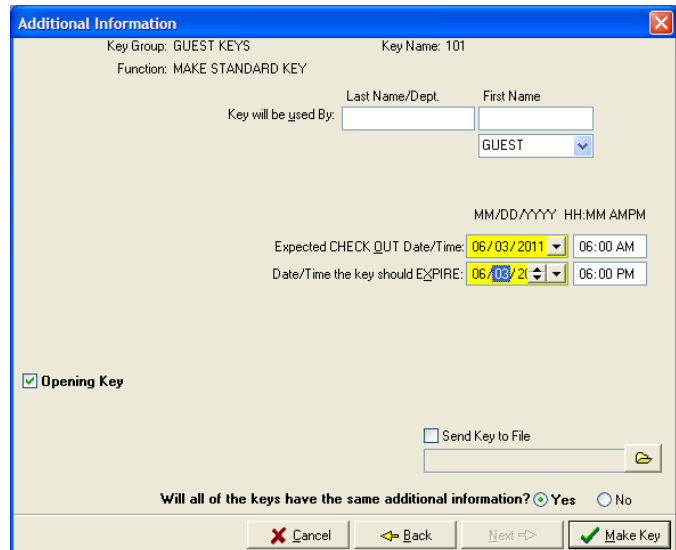 Additional Information
Key Group: GUEST KEYS Key Name: 101
Function: MAKE STANDARD KEY
Last Name/Dept. First Name
Key will be used By:
GUEST
MM/DD/YYYY HH:MM AMPM
Expected CHECK OUT Date/Time: 06/03/2011 06:00 AM
Date/Time the key should EXPIRE: 06/03/20 06:00 PM
Opening Key
Send Key to File
Will all of the keys have the same additional information? Yes No
Cancel Back Next Make Key